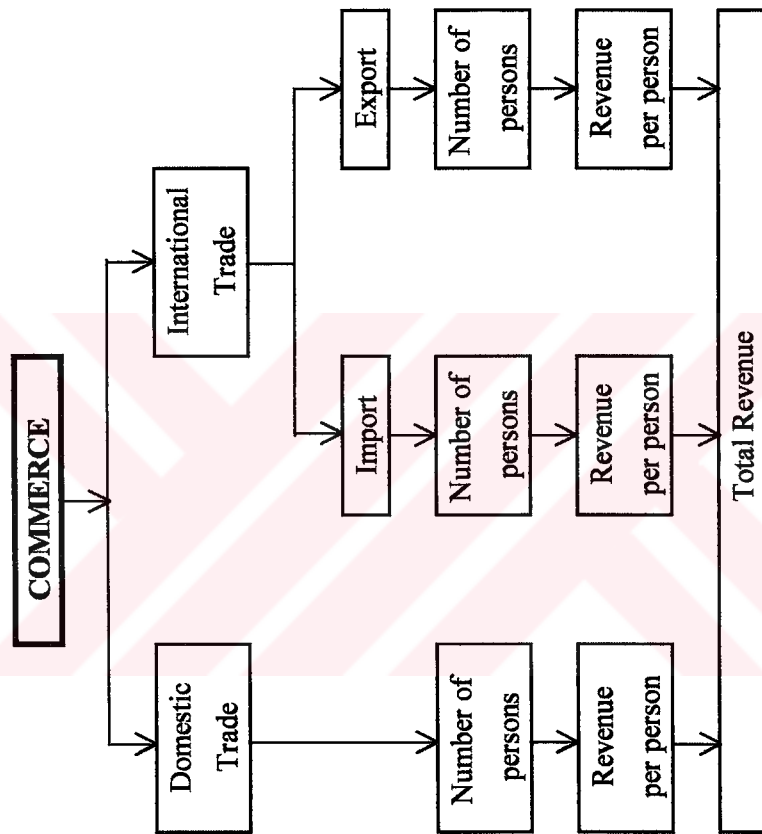 COMMERCE
Domestic
Trade
International
Trade
Import
Export
Number of
persons
Number of
persons
Number of
persons
Revenue
per person
Revenue
per person
Revenue
per person
Total Revenue